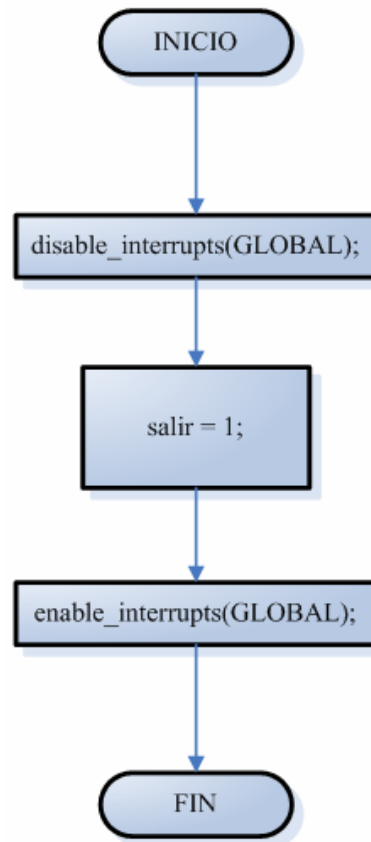 INICIO
disable_interrupts(GLOBAL);
salir = 1;
enable_interrupts(GLOBAL);
FIN